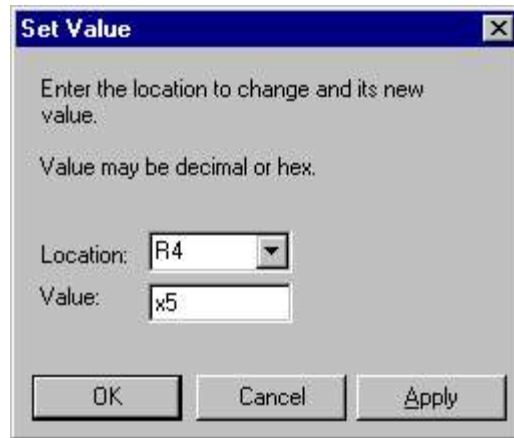 Set Value
Enter the location to change and its new
value.
Value may be decimal or hex.
Location: R4
Value: x5
OK Cancel Apply